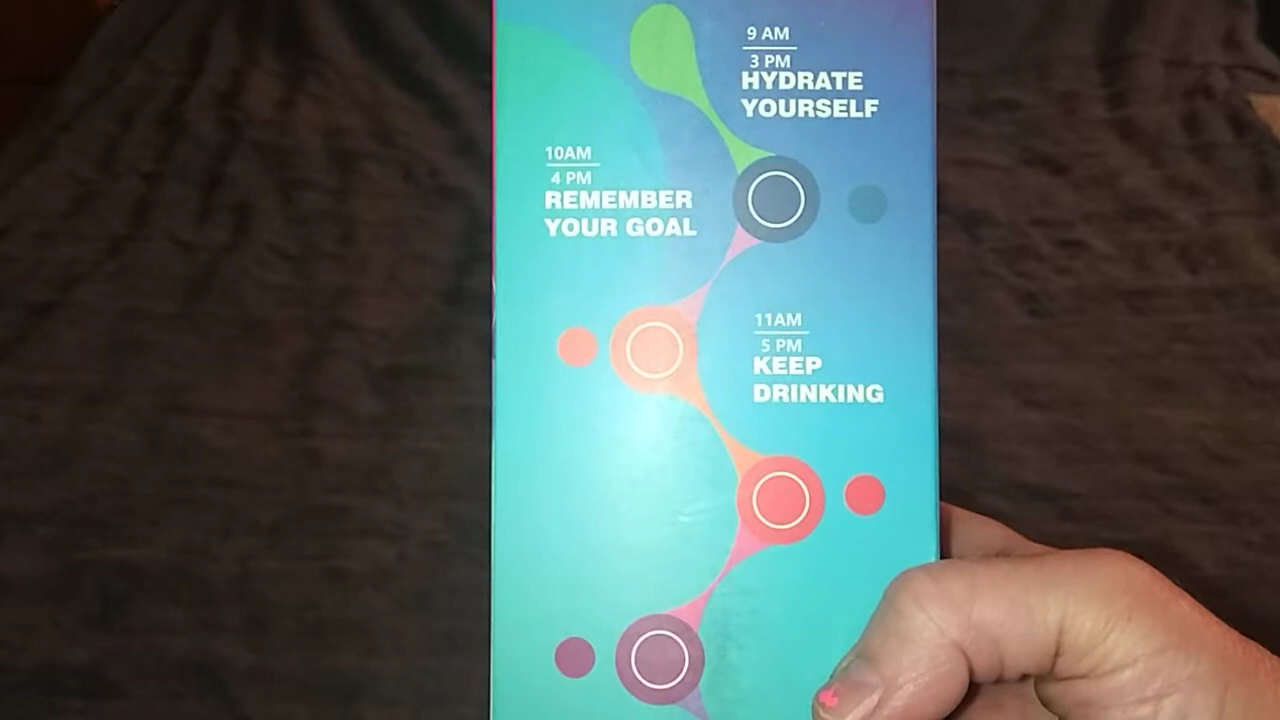 9 AM
3 PM
HYDRATE
YOURSELF
10AM
4 PM
REMEMBER
YOUR GOAL
11AM
5 PM
KEEP
DRINKING